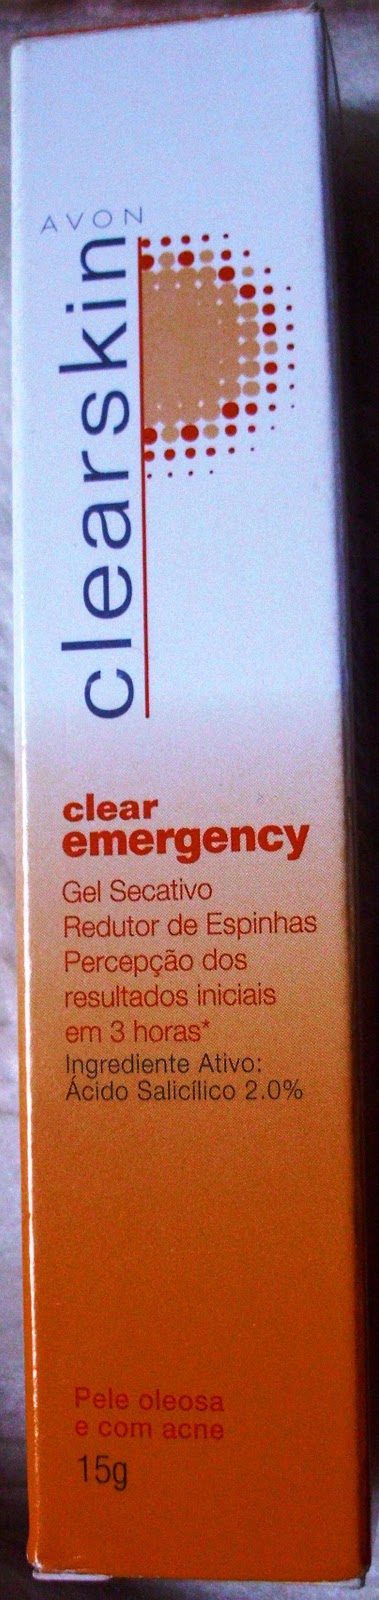 AVON
clearskin
clear
emergency
Gel Secativo
Redutor de Espinhas
Percepção dos
resultados iniciais
em 3 horas*
Ingrediente Ativo:
Ácido Salicílico 2.0%
Pele oleosa
e com acne
15g